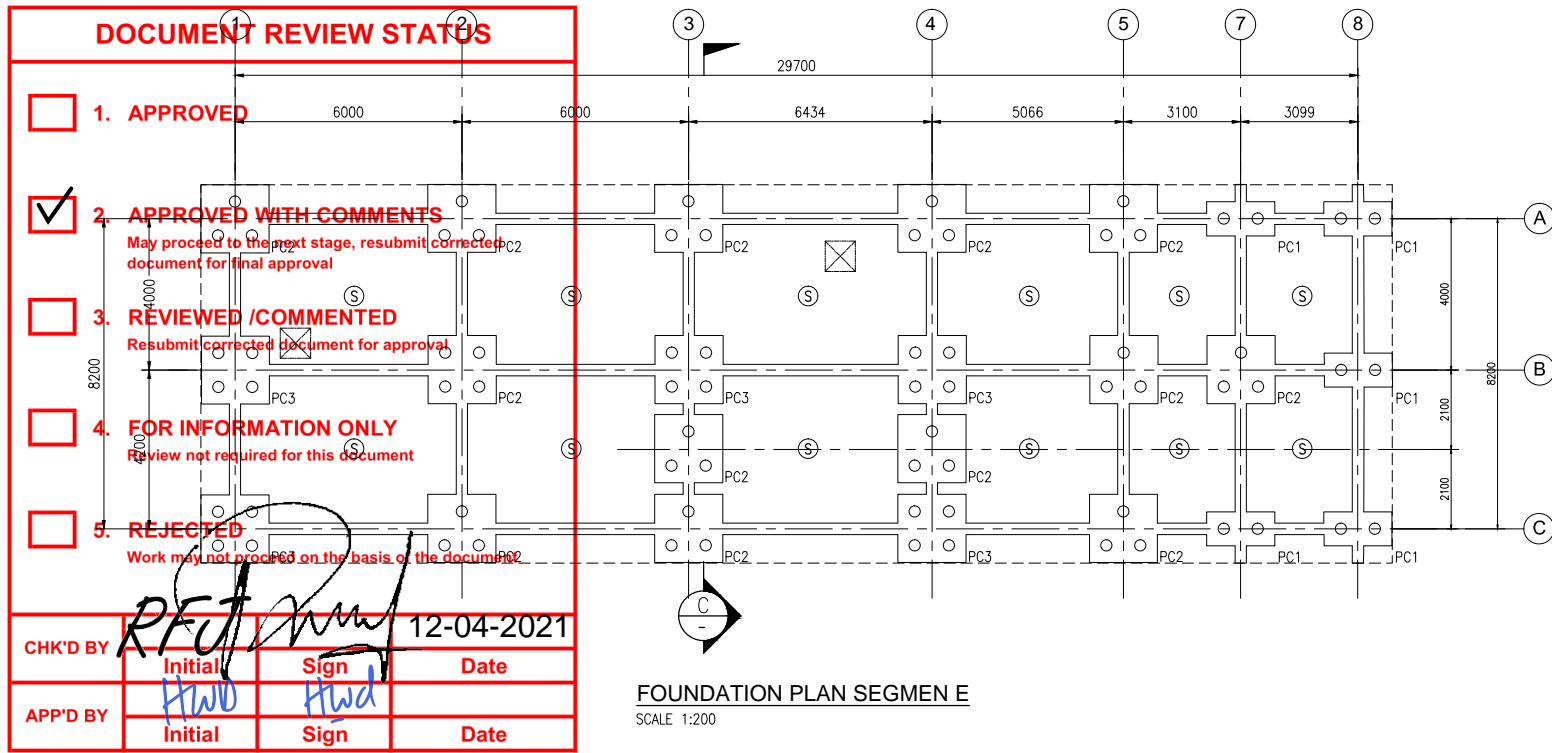 DOCUMENT REVIEW STATUS
1. APPROVED
2. APPROVED WITH COMMENTS
May proceed to the next stage, resubmit corrected
document for final approval
3. REVIEWED /COMMENTED
Resubmit corrected document for approval
4. FOR INFORMATION ONLY
Review not required for this document
5. REJECTED
Work may not proceed on the basis of the document
CHK'D BY
RFJ
12-04-2021
Initial Sign Date
APP'D BY
HWD Hwd
Initial Sign Date
1 2 3 4 5 7 8
29700
6000 6000 6434 5066 3100 3099
A
PC2 PC2 PC2 PC2 PC2 PC1 PC1
4000 4000
S S S S S S
8200 8200
B
PC3 PC2 PC3 PC3 PC2 PC2 PC1
4200 2100
S S S S S S
PC2 PC2
2100
C
PC3 PC2 PC2 PC3 PC2 PC1 PC1
C
-
FOUNDATION PLAN SEGMEN E
SCALE 1:200